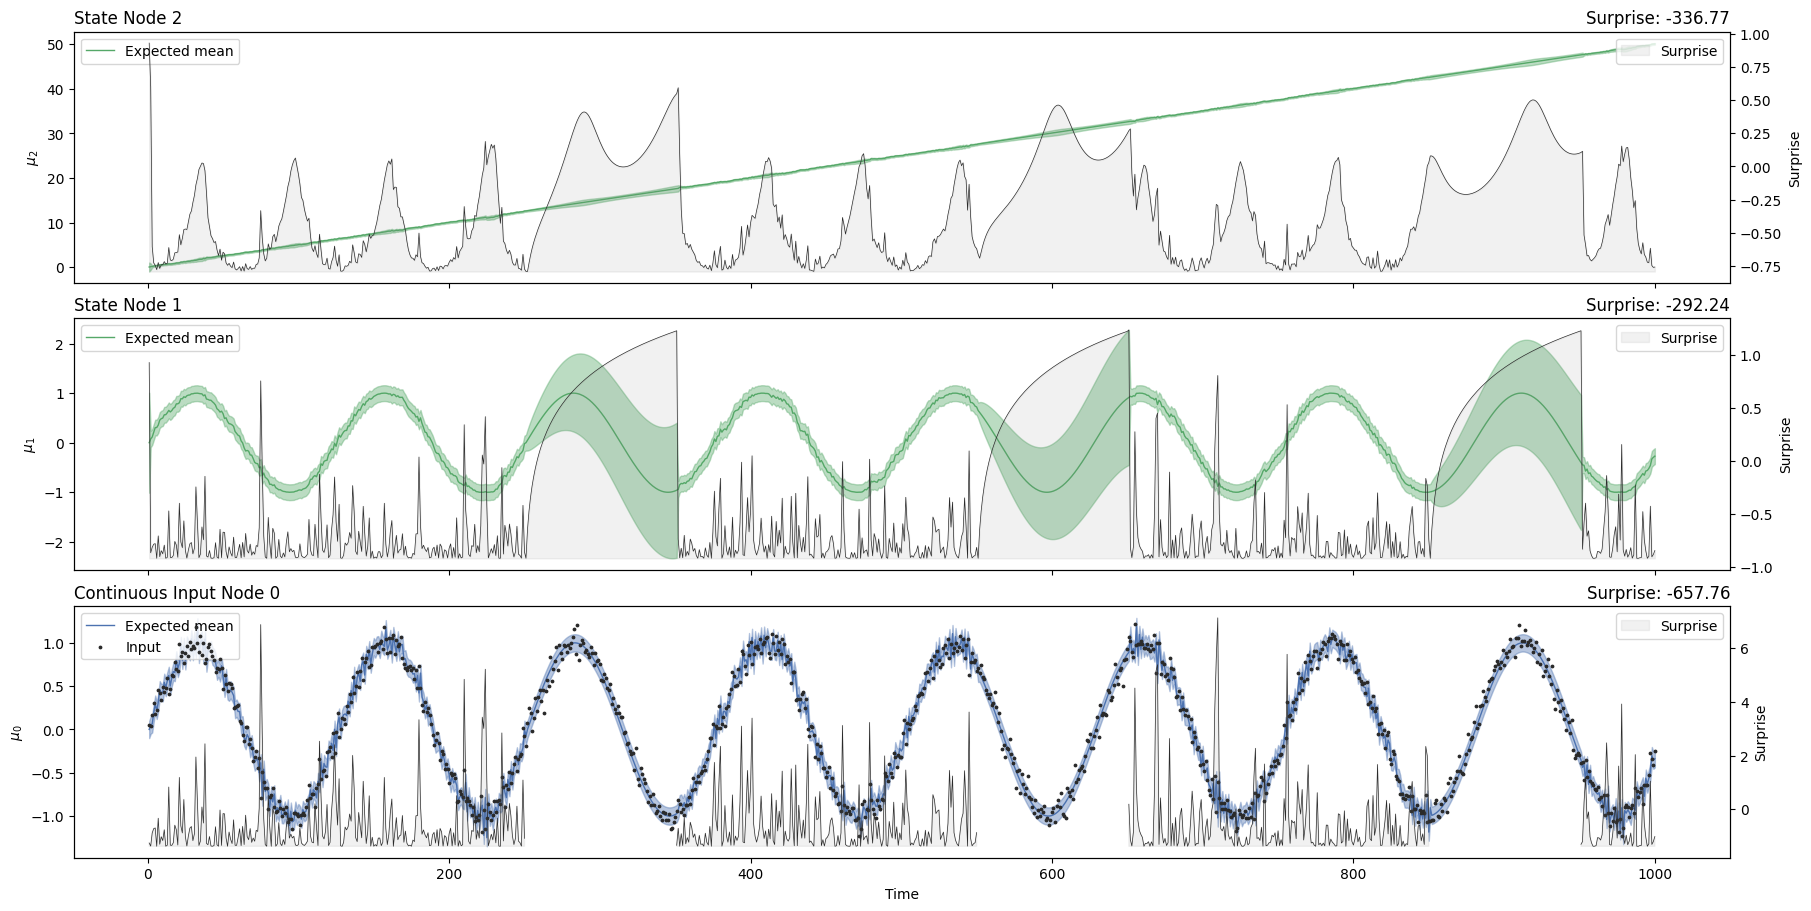 State Node 2 Surprise: -336.77
Expected mean
Surprise
50
40
30
20
10
0
μ2
1.00
0.75
0.50
0.25
0.00
−0.25
−0.50
−0.75
Surprise
State Node 1 Surprise: -292.24
Expected mean
Surprise
2
1
0
−1
−2
μ1
1.0
0.5
0.0
−0.5
−1.0
Surprise
Continuous Input Node 0 Surprise: -657.76
Expected mean
Input
Surprise
1.0
0.5
0.0
−0.5
−1.0
μ0
6
4
2
0
Surprise
0 200 400 600 800 1000
Time